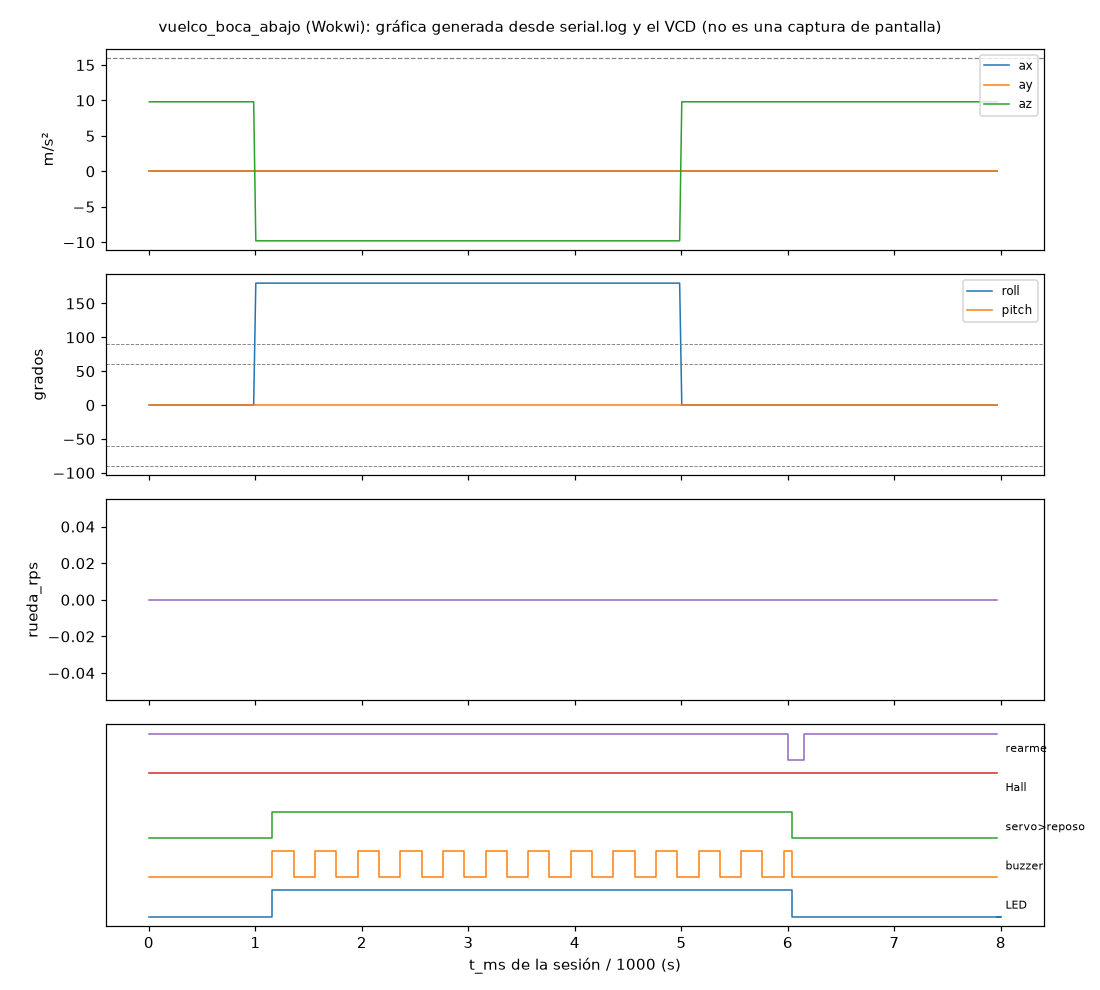 vuelco_boca_abajo (Wokwi): gráfica generada desde serial.log y el VCD (no es una captura de pantalla)
15
10
5
0
−5
−10
m/s²
ax
ay
az
150
100
50
0
−50
−100
grados
roll
pitch
0.04
0.02
0.00
−0.02
−0.04
rueda_rps
rearme
Hall
servo>reposo
buzzer
LED
0 1 2 3 4 5 6 7 8
t_ms de la sesión / 1000 (s)